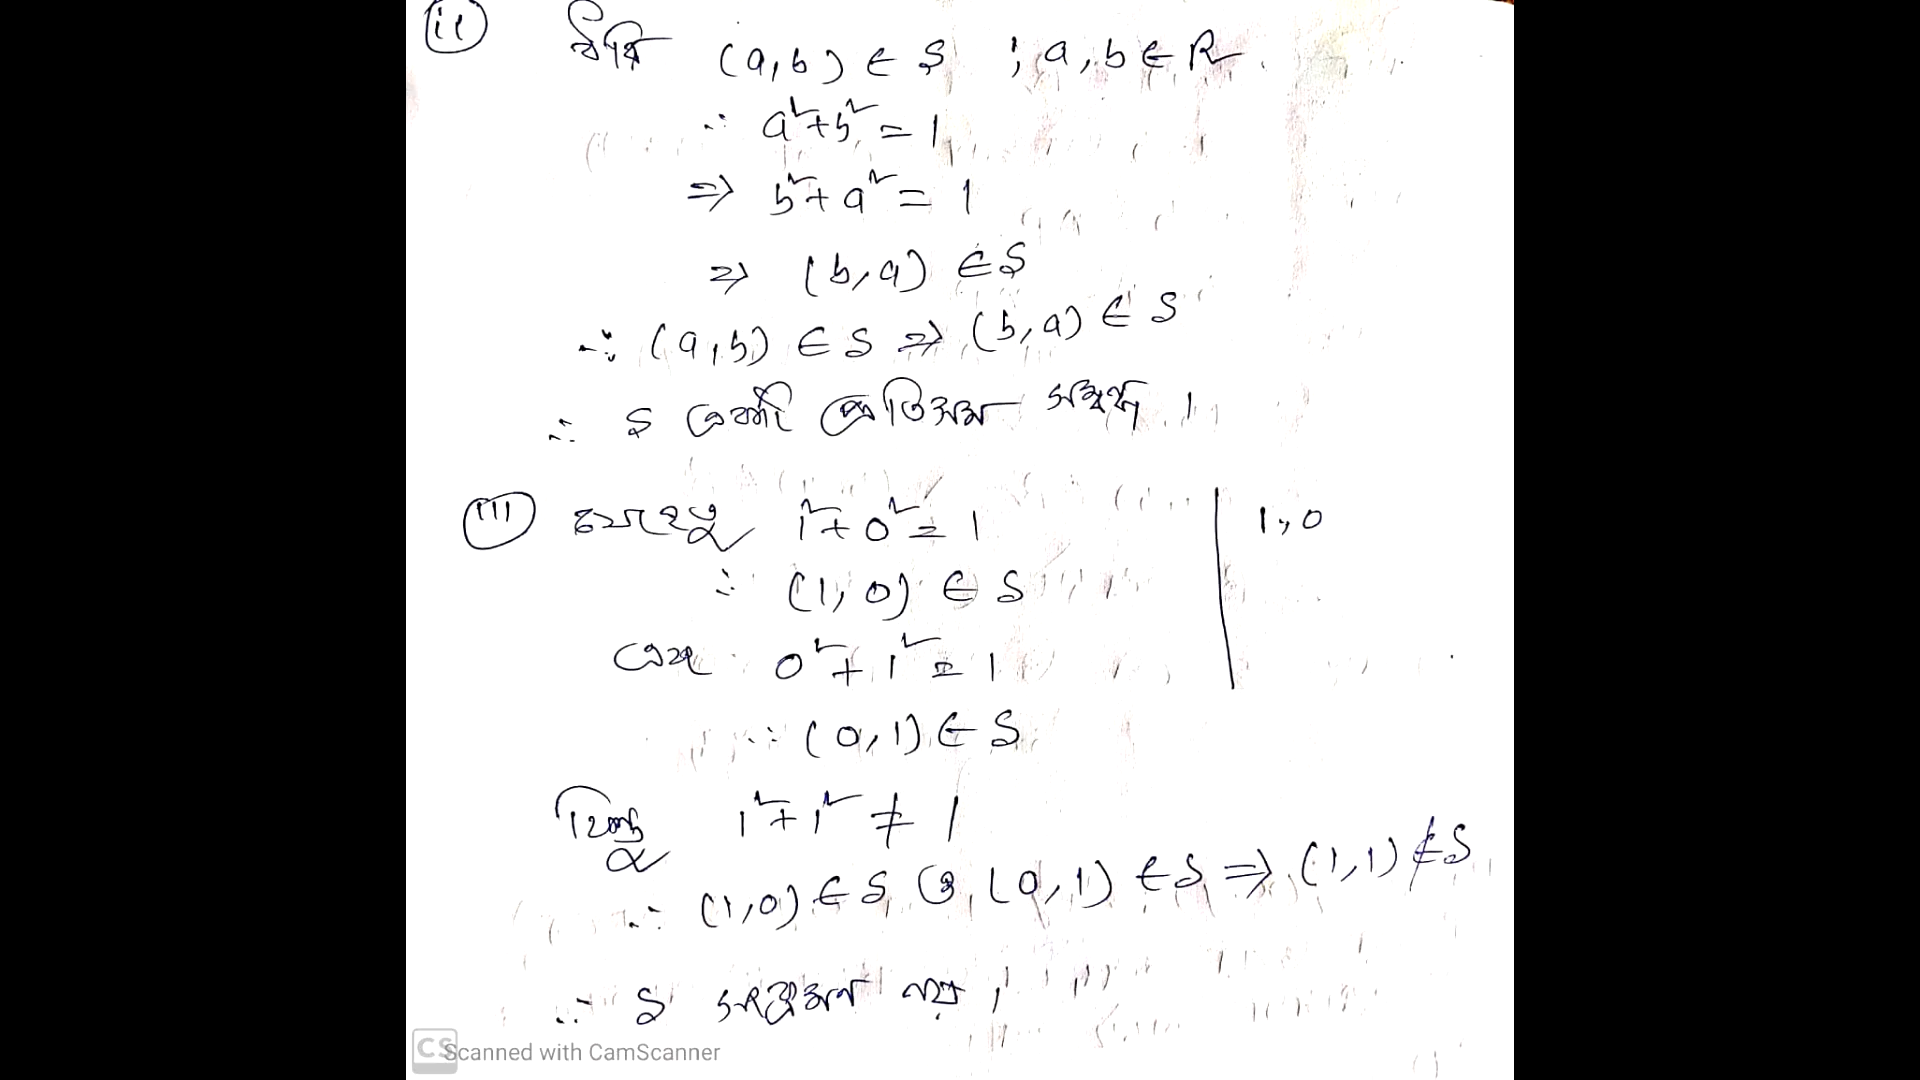 (ii) ধরি (a,b) ∈ S ; a,b ∈ R
∴ a²+b² = 1
⇒ b²+a² = 1
⇒ (b,a) ∈ S
∴ (a,b) ∈ S ⇒ (b,a) ∈ S
∴ S একটি প্রতিসম সম্বন্ধ ।
(iii) যেহেতু 1²+0² = 1 | 1,0
∴ (1,0) ∈ S
এবং 0²+1² = 1
∴ (0,1) ∈ S
কিন্তু 1²+1² ≠ 1
∴ (1,0) ∈ S ও (0,1) ∈ S ⇒ (1,1) ∉ S
∴ S সংক্রমণ নয় ।
CS Scanned with CamScanner